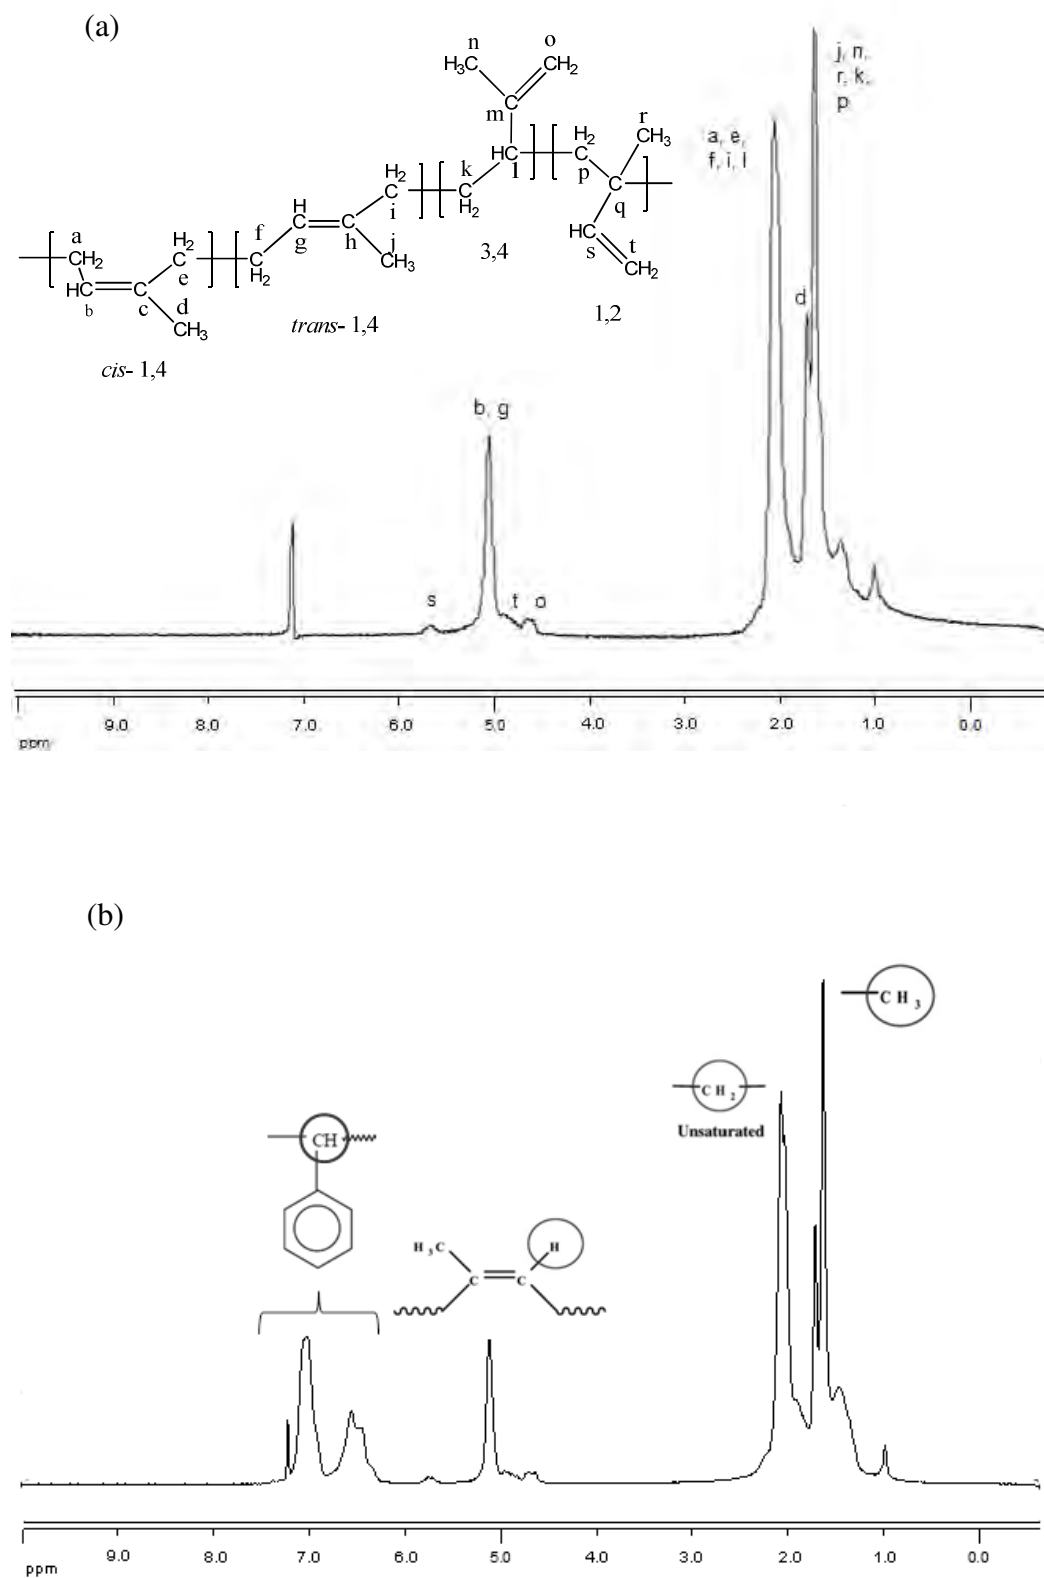 (a)
n
o
H₃C
CH₂
C
m
r
H₂
CH₃
C
HC
C
k
l
p
H₂
C
C
C
H₂
i
q
H
C
C
f
g
h
j
HC
s
t
a
H₂
C
C
H₂
CH₃
CH₂
CH₂
e
3,4
HC
C
d
b
c
CH₃
trans- 1,4
1,2
cis- 1,4
j, n,
r, k,
p
a, e,
f, i, l
d
b, g
s
t o
9.0 8.0 7.0 6.0 5.0 4.0 3.0 2.0 1.0 0.0
ppm
(b)
CH₃
CH₂
Unsaturated
CH
H₃C
H
C
C
9.0 8.0 7.0 6.0 5.0 4.0 3.0 2.0 1.0 0.0
ppm